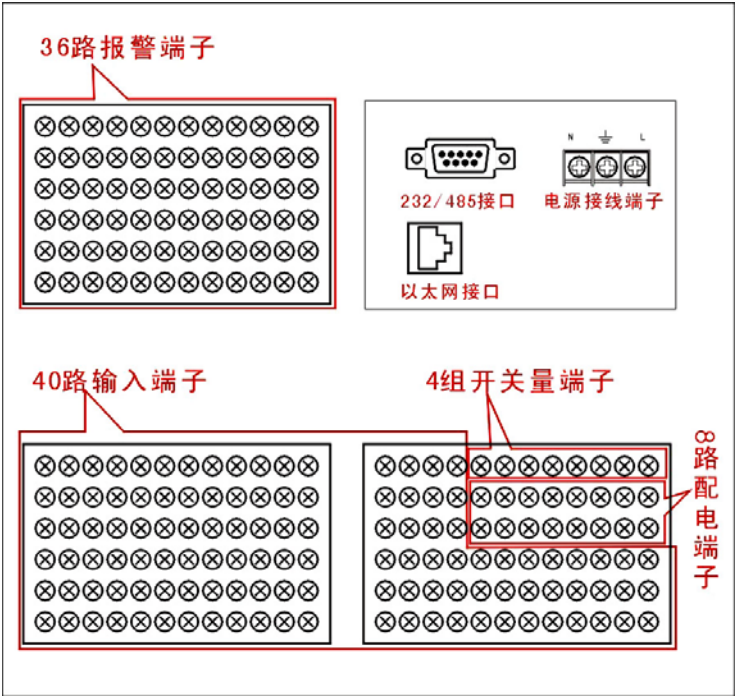 36路报警端子
N
L
232/485接口
电源接线端子
以太网接口
40路输入端子
4组开关量端子
8路配电端子